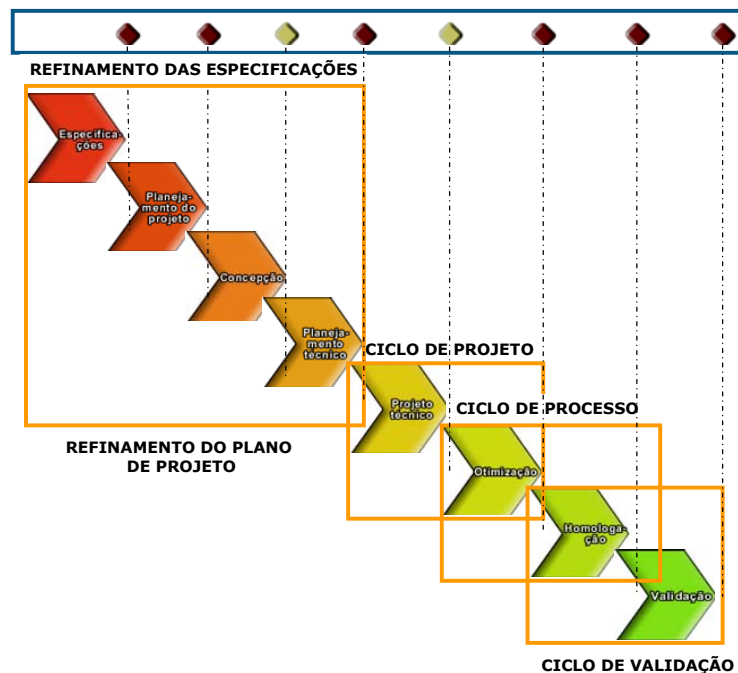 REFINAMENTO DAS ESPECIFICAÇÕES
Especifica-
ções
Planeja-
mento do
projeto
Concepção
Planeja-
mento
técnico
CICLO DE PROJETO
Projeto
técnico
CICLO DE PROCESSO
REFINAMENTO DO PLANO
DE PROJETO
Otimização
Homologa-
ção
Validação
CICLO DE VALIDAÇÃO